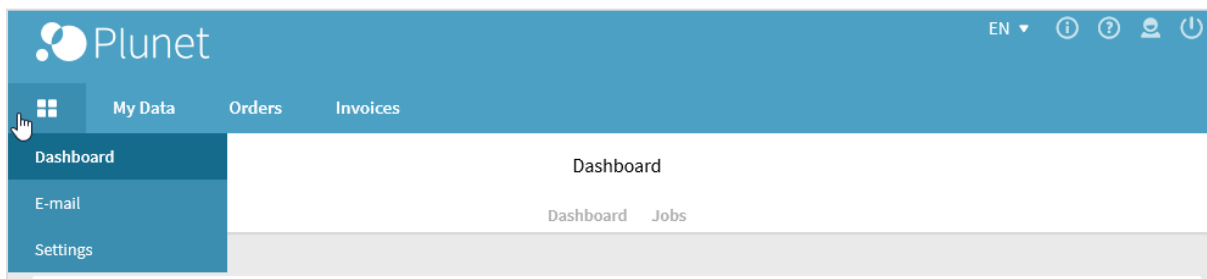 Plunet
EN
My Data Orders Invoices
Dashboard
Dashboard
E-mail
Dashboard Jobs
Settings